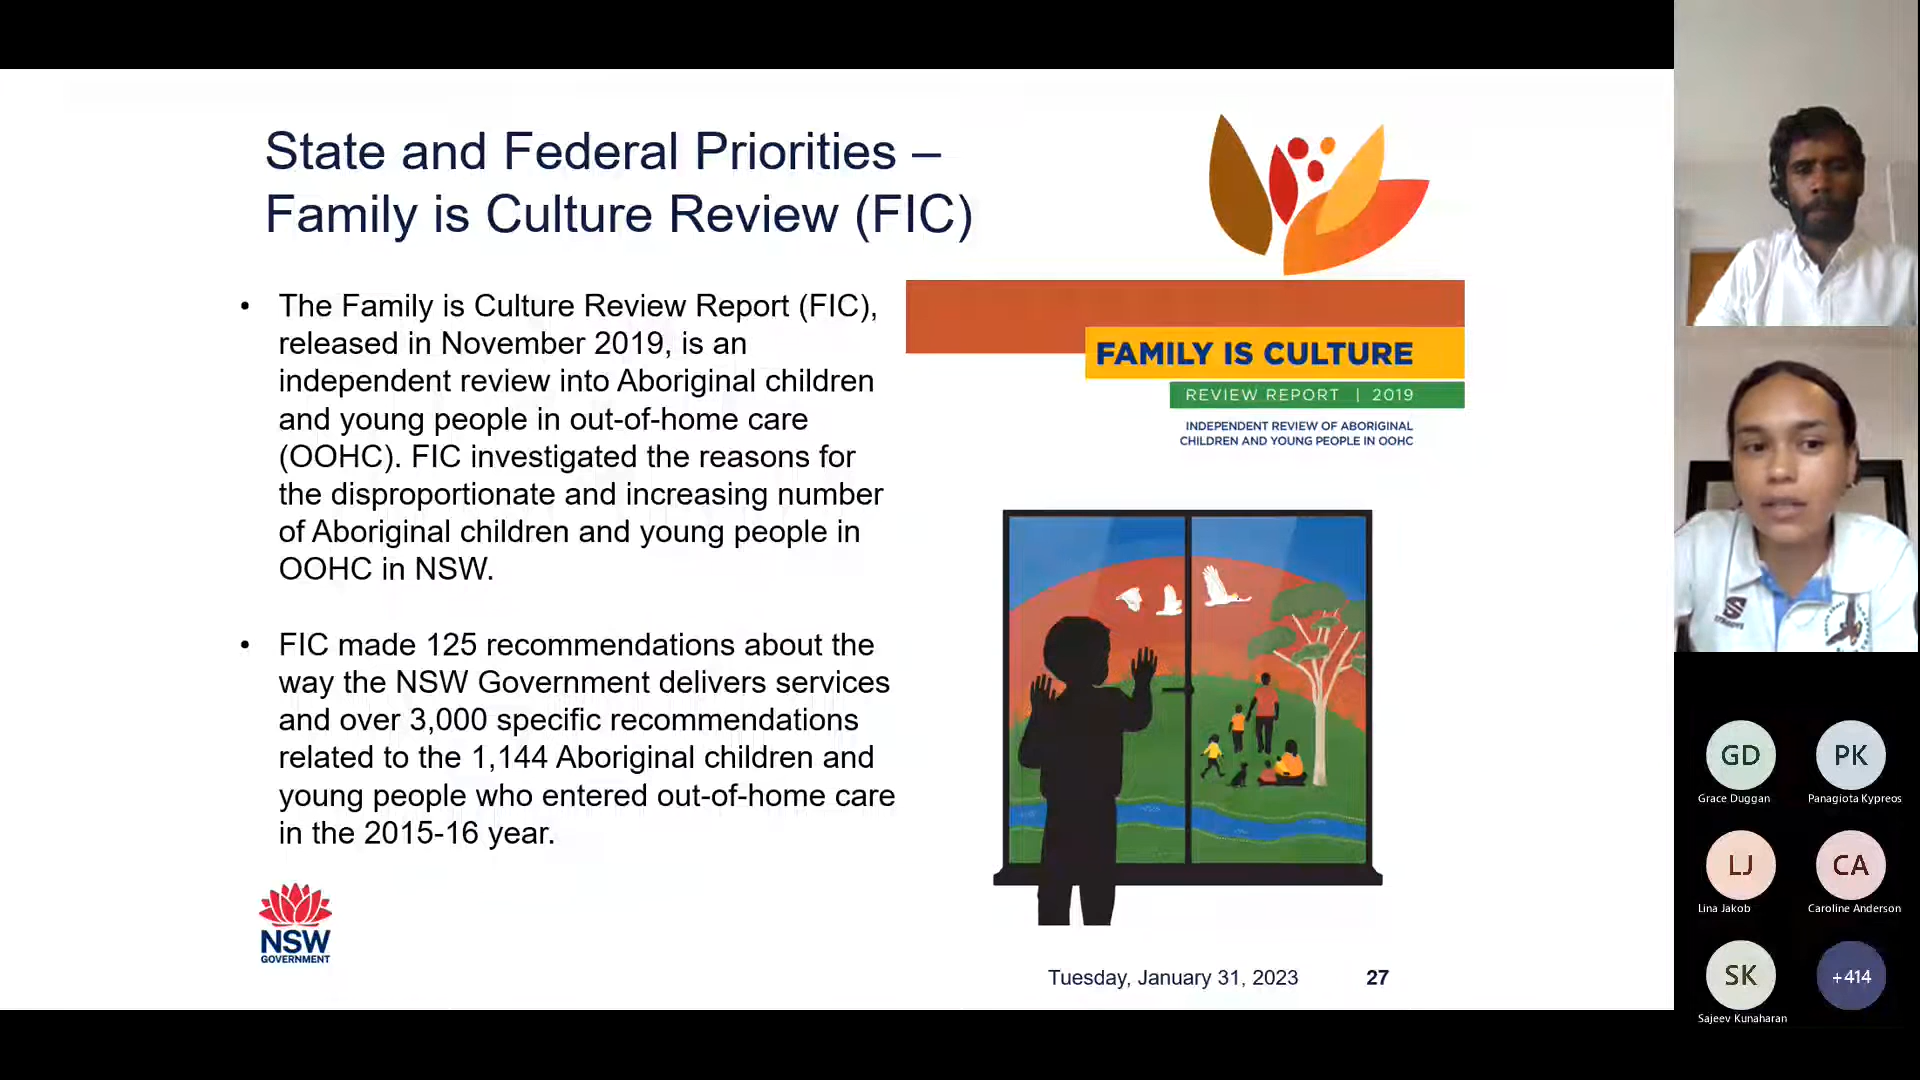 State and Federal Priorities –
Family is Culture Review (FIC)
• The Family is Culture Review Report (FIC),
released in November 2019, is an
independent review into Aboriginal children
and young people in out-of-home care
(OOHC). FIC investigated the reasons for
the disproportionate and increasing number
of Aboriginal children and young people in
OOHC in NSW.
• FIC made 125 recommendations about the
way the NSW Government delivers services
and over 3,000 specific recommendations
related to the 1,144 Aboriginal children and
young people who entered out-of-home care
in the 2015-16 year.
FAMILY IS CULTURE
REVIEW REPORT | 2019
INDEPENDENT REVIEW OF ABORIGINAL
CHILDREN AND YOUNG PEOPLE IN OOHC
NSW
GOVERNMENT
Tuesday, January 31, 2023 27
GD
Grace Duggan
PK
Panagiota Kypreos
LJ
Lina Jakob
CA
Caroline Anderson
SK
Sajeev Kunaharan
+414